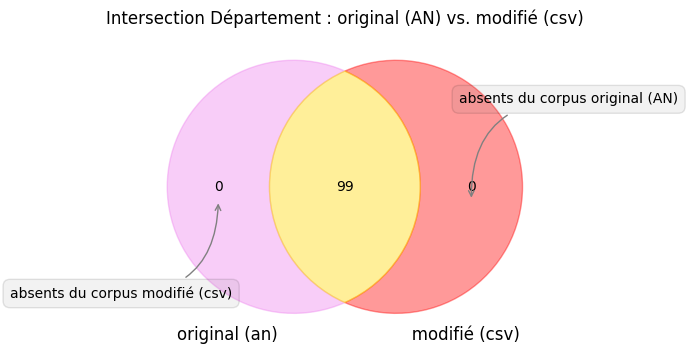 Intersection Département : original (AN) vs. modifié (csv)
absents du corpus original (AN)
0
99
0
absents du corpus modifié (csv)
original (an)
modifié (csv)